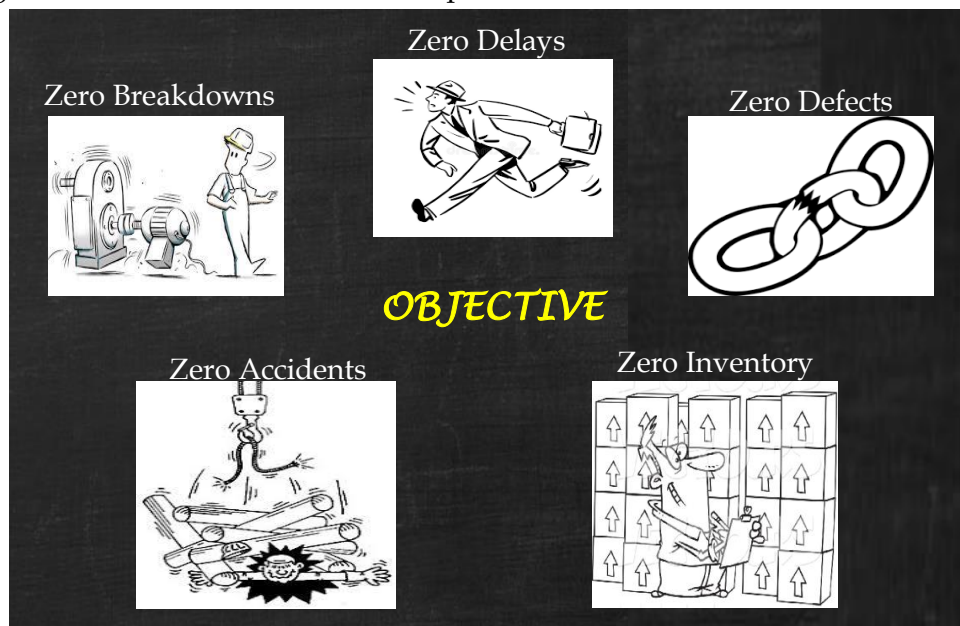 Zero Delays
Zero Breakdowns
Zero Defects
OBJECTIVE
Zero Accidents
Zero Inventory